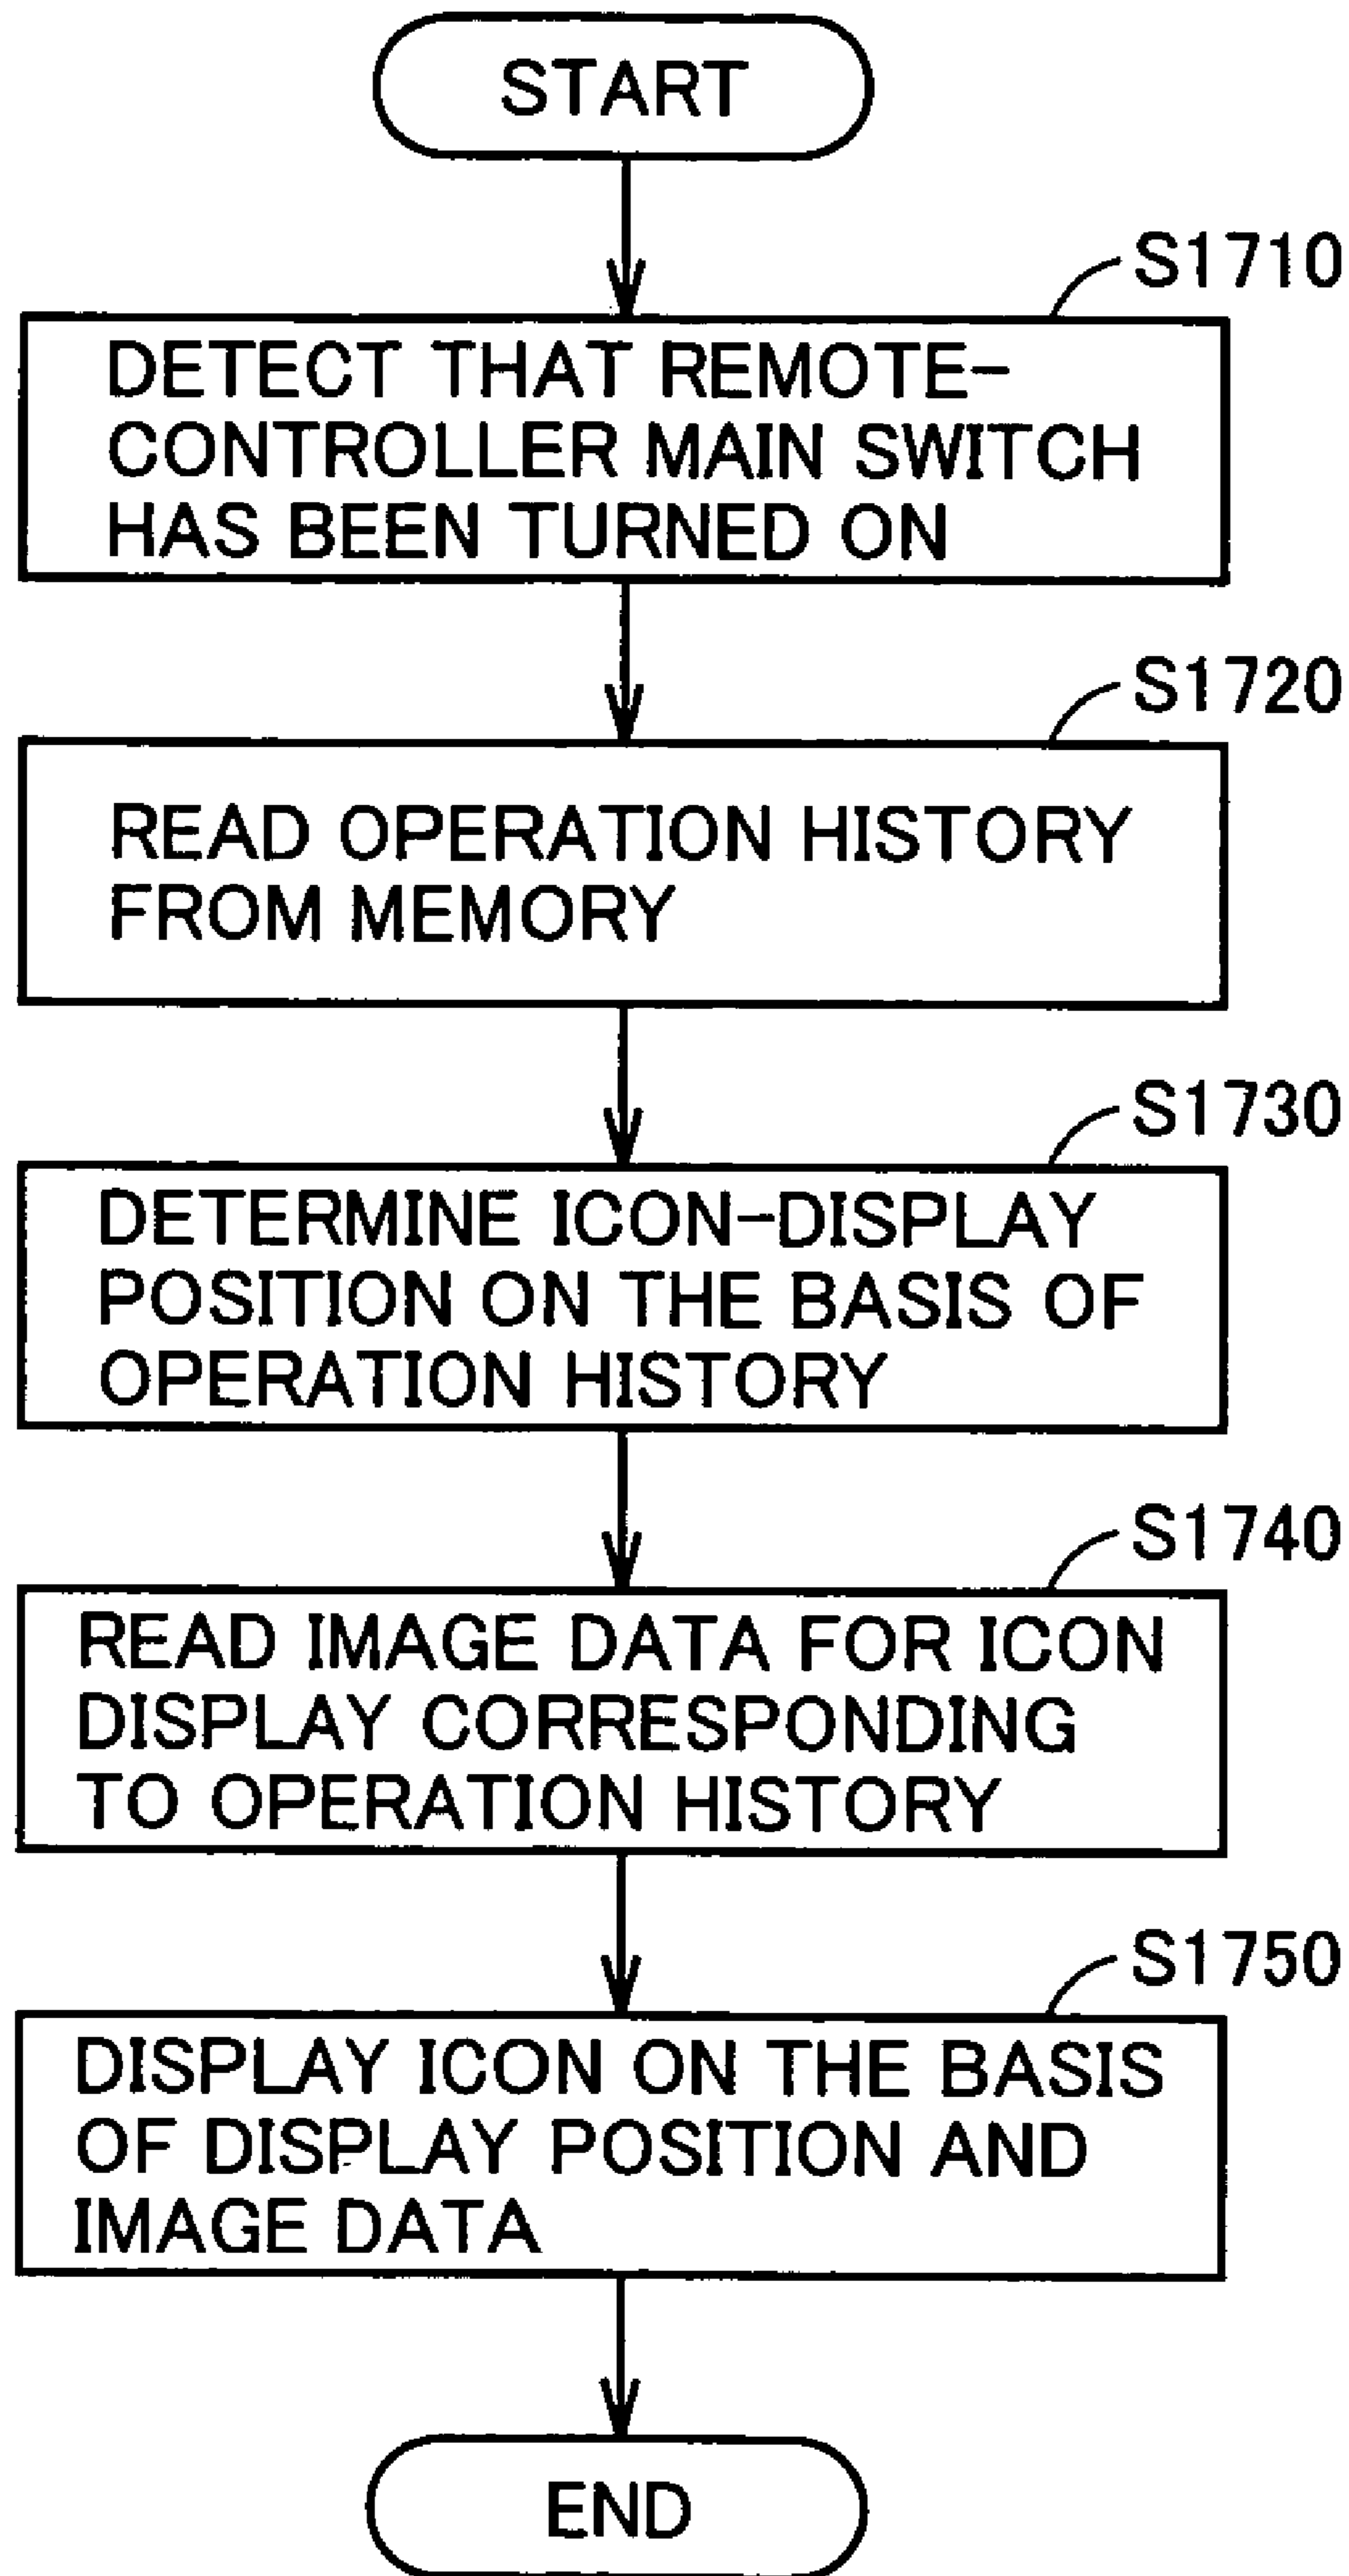 START
S1710
DETECT THAT REMOTE-
CONTROLLER MAIN SWITCH
HAS BEEN TURNED ON
S1720
READ OPERATION HISTORY
FROM MEMORY
S1730
DETERMINE ICON-DISPLAY
POSITION ON THE BASIS OF
OPERATION HISTORY
S1740
READ IMAGE DATA FOR ICON
DISPLAY CORRESPONDING
TO OPERATION HISTORY
S1750
DISPLAY ICON ON THE BASIS
OF DISPLAY POSITION AND
IMAGE DATA
END